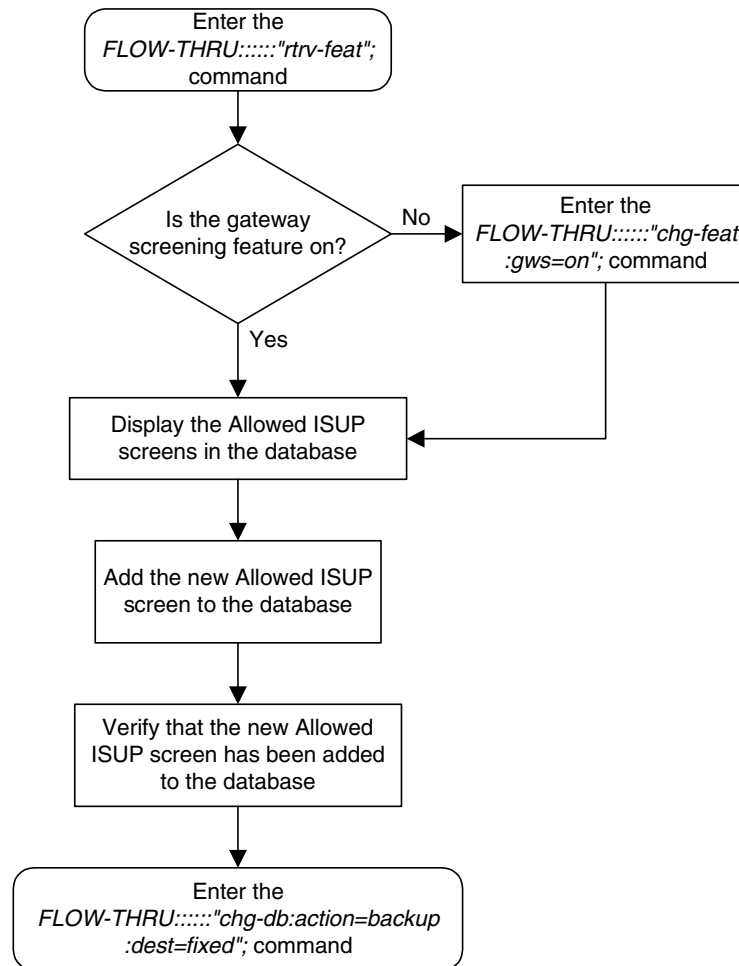 Enter the
FLOW-THRU::::::"rtrv-feat";
command
Is the gateway
screening feature on?
No
Enter the
FLOW-THRU::::::"chg-feat
:gws=on"; command
Yes
Display the Allowed ISUP
screens in the database
Add the new Allowed ISUP
screen to the database
Verify that the new Allowed
ISUP screen has been added
to the database
Enter the
FLOW-THRU::::::"chg-db:action=backup
:dest=fixed"; command